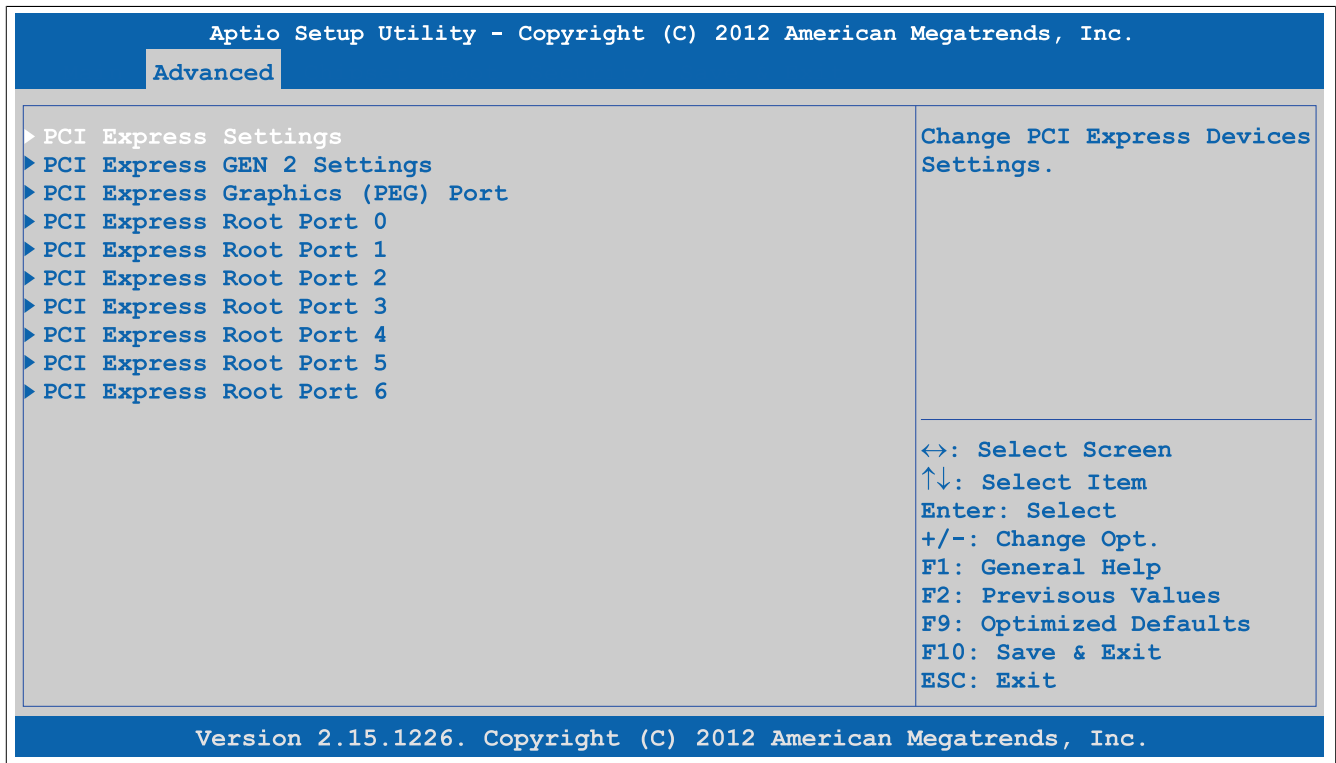 Aptio Setup Utility - Copyright (C) 2012 American Megatrends, Inc.
Advanced
PCI Express Settings
PCI Express GEN 2 Settings
PCI Express Graphics (PEG) Port
PCI Express Root Port 0
PCI Express Root Port 1
PCI Express Root Port 2
PCI Express Root Port 3
PCI Express Root Port 4
PCI Express Root Port 5
PCI Express Root Port 6
Change PCI Express Devices
Settings.
↔: Select Screen
↑↓: Select Item
Enter: Select
+/-: Change Opt.
F1: General Help
F2: Previsous Values
F9: Optimized Defaults
F10: Save & Exit
ESC: Exit
Version 2.15.1226. Copyright (C) 2012 American Megatrends, Inc.